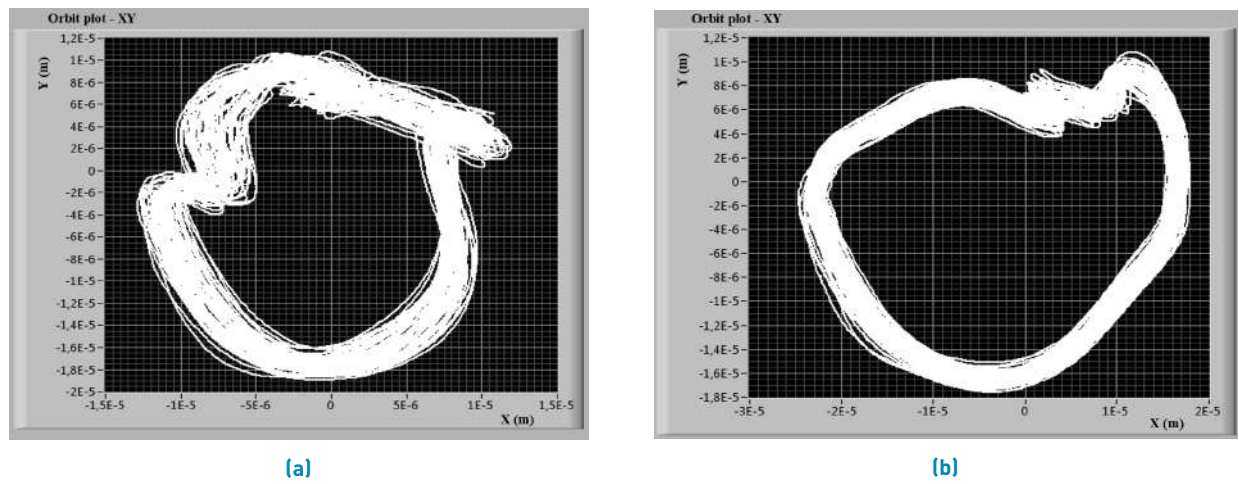 Orbit plot - XY
Y (m)
1,2E-5
1E-5
8E-6
6E-6
4E-6
2E-6
0
-2E-6
-4E-6
-6E-6
-8E-6
-1E-5
-1,2E-5
-1,4E-5
-1,6E-5
-1,8E-5
-2E-5
-1,5E-5 -1E-5 -5E-6 0 5E-6 1E-5 1,5E-5
X (m)
(a)
Orbit plot - XY
Y (m)
1,2E-5
1E-5
8E-6
6E-6
4E-6
2E-6
0
-2E-6
-4E-6
-6E-6
-8E-6
-1E-5
-1,2E-5
-1,4E-5
-1,6E-5
-1,8E-5
-3E-5 -2E-5 -1E-5 0 1E-5 2E-5
X (m)
(b)